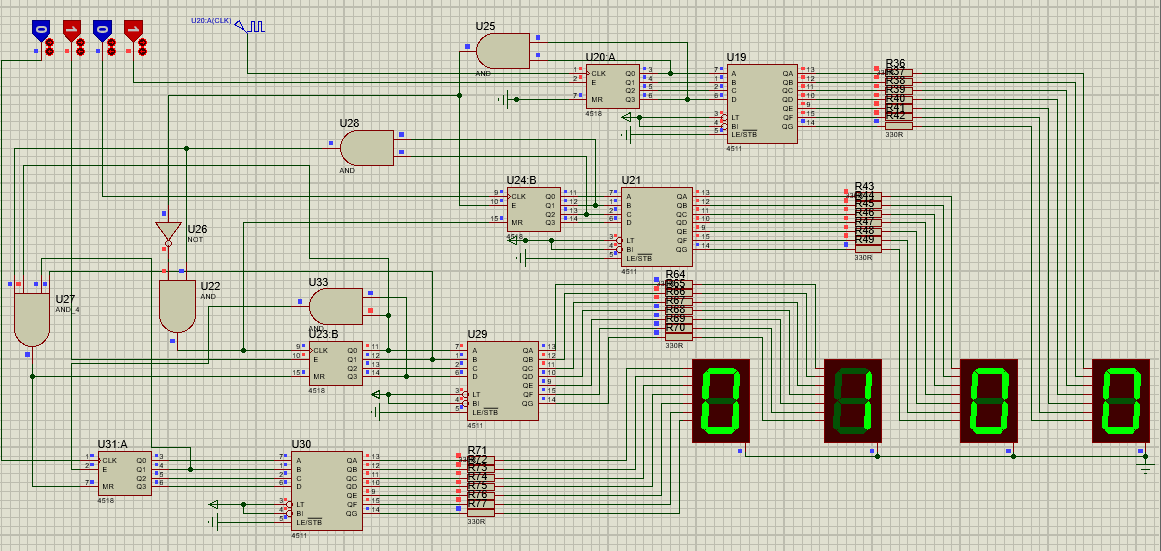 0 1 0 1
U20:A(CLK)
U25
AND
U20:A
CLK Q0
E Q1
Q2
MR Q3
4518
U19
A QA
B QB
C QC
D QD
QE
LT QF
BI QG
LE/STB
4511
R36
R37
R38
R39
R40
R41
R42
330R
U28
AND
U24:B
CLK Q0
E Q1
Q2
MR Q3
4518
U21
A QA
B QB
C QC
D QD
QE
LT QF
BI QG
LE/STB
4511
R43
R44
R45
R46
R47
R48
R49
330R
U26
NOT
U22
AND
U27
AND_4
U33
AND
U23:B
CLK Q0
E Q1
Q2
MR Q3
4518
U29
A QA
B QB
C QC
D QD
QE
LT QF
BI QG
LE/STB
4511
R64
R65
R66
R67
R68
R69
R70
330R
0 1 0 0
U31:A
CLK Q0
E Q1
Q2
MR Q3
4518
U30
A QA
B QB
C QC
D QD
QE
LT QF
BI QG
LE/STB
4511
R71
R72
R73
R74
R75
R76
R77
330R